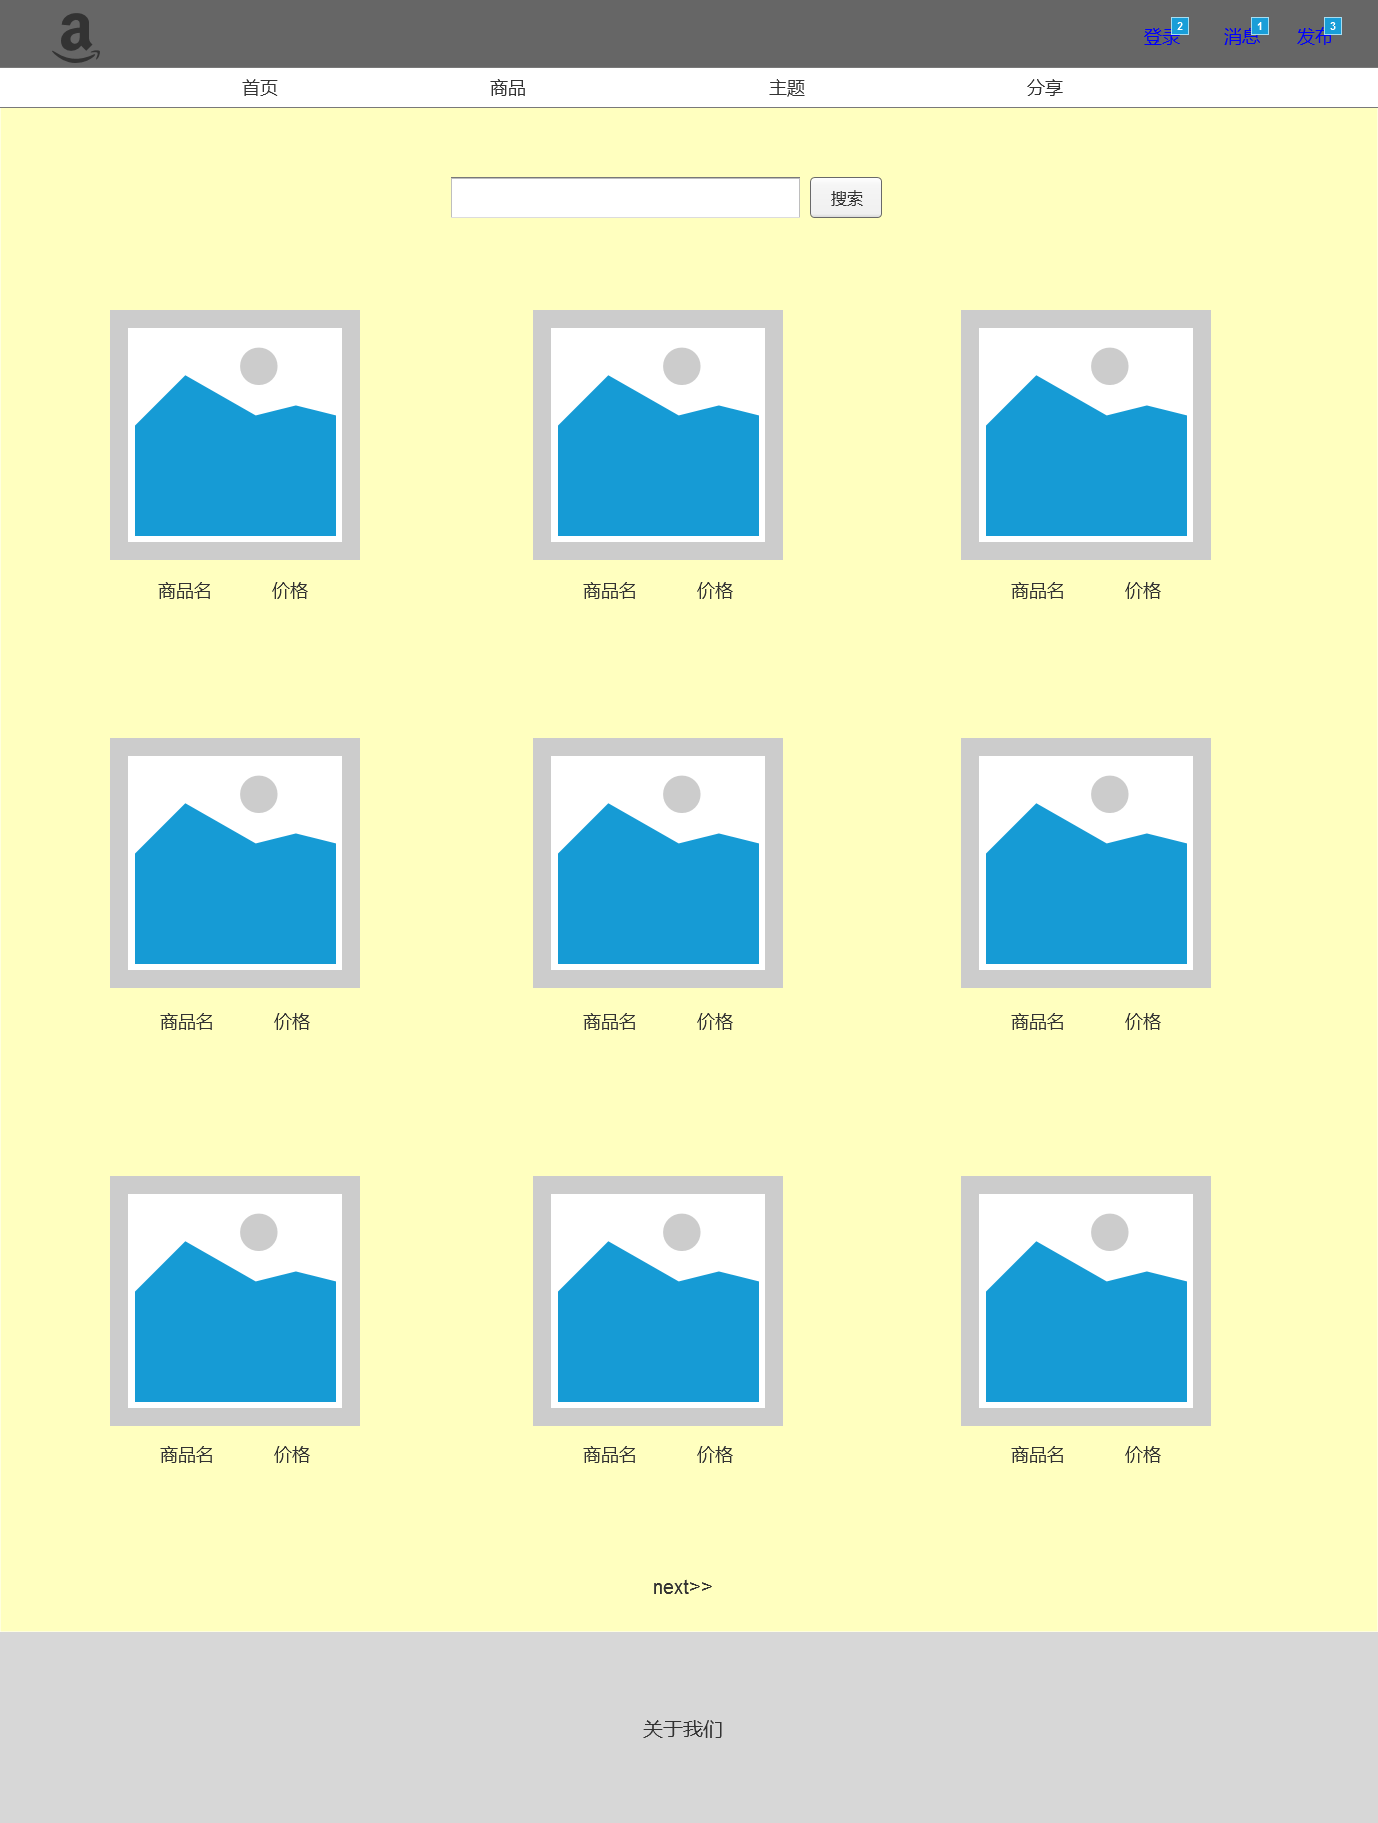 登录 2 消息 1 发布 3
首页 商品 主题 分享
搜索
商品名 价格 商品名 价格 商品名 价格
商品名 价格 商品名 价格 商品名 价格
商品名 价格 商品名 价格 商品名 价格
next>>
关于我们